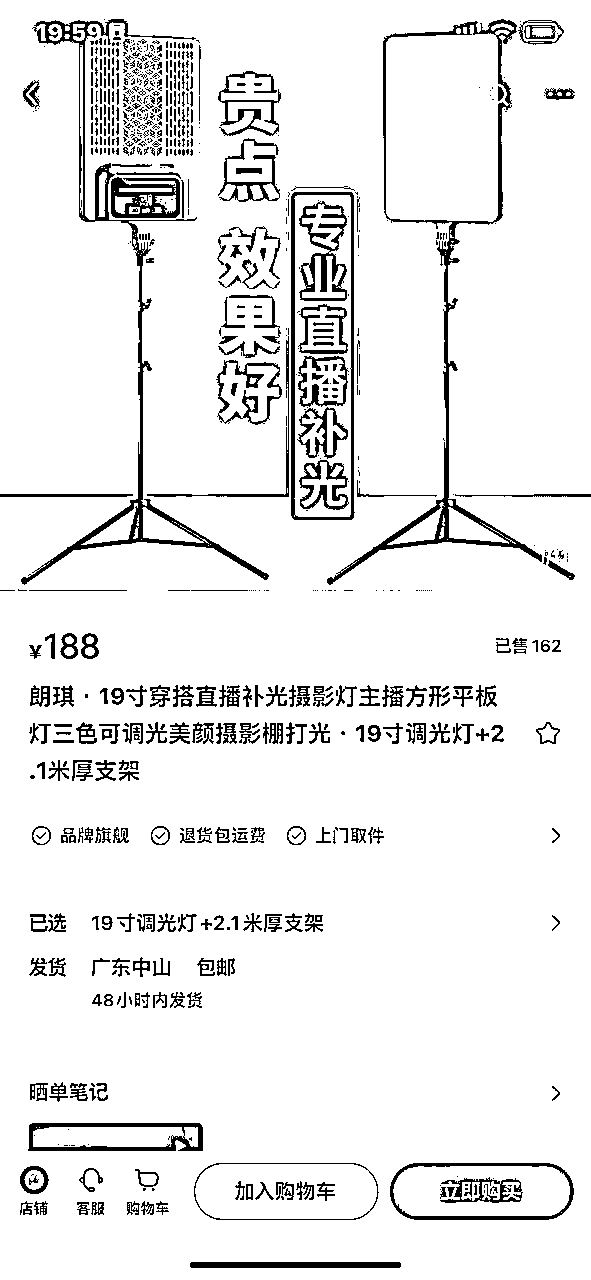 19:59
贵点 效果好
专业直播补光
¥188
已售 162
朗琪·19寸穿搭直播补光摄影灯主播方形平板
灯三色可调光美颜摄影棚打光·19寸调光灯+2
.1米厚支架
品牌旗舰 退货包运费 上门取件
已选 19寸调光灯+2.1米厚支架
发货 广东中山 包邮
48小时内发货
晒单笔记
店铺 客服 购物车 加入购物车 立即购买